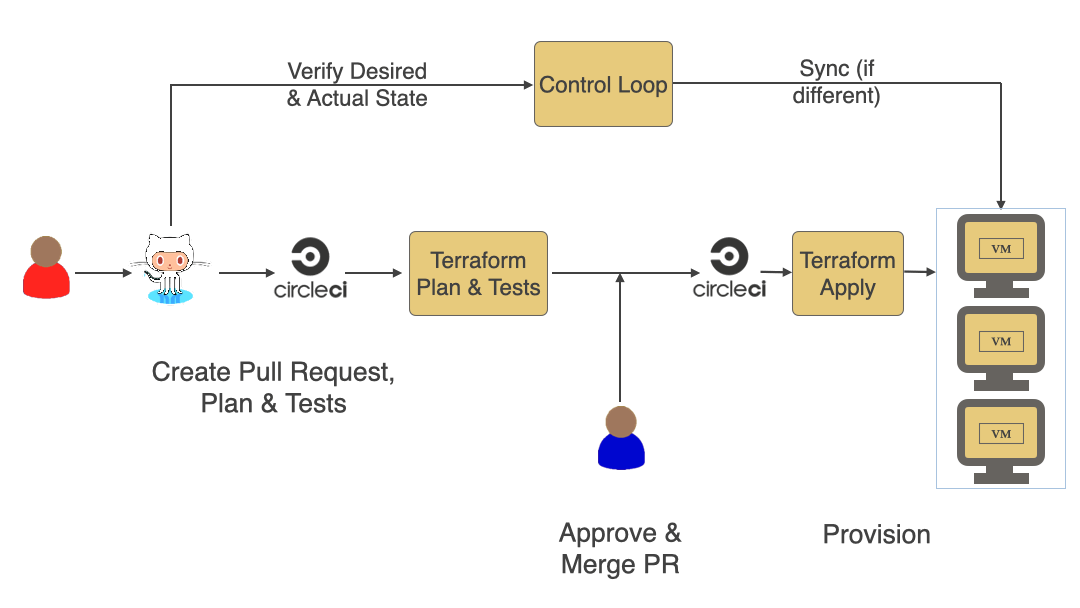 Verify Desired
& Actual State
Control Loop
Sync (if
different)
circleci
Terraform
Plan & Tests
circleci
Terraform
Apply
VM
VM
VM
Create Pull Request,
Plan & Tests
Approve &
Merge PR
Provision